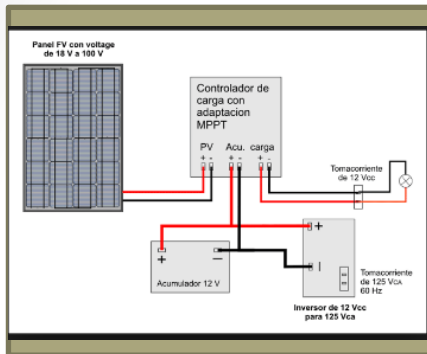 Panel FV con voltage
de 18 V a 100 V
Controlador de
carga con
adaptacion
MPPT
PV Acu. carga
+ - + - + -
Tomacorriente
de 12 Vcc
+ −
Acumulador 12 V
+
Tomacorriente
de 125 VCA
60 Hz
Inversor de 12 Vcc
para 125 Vca